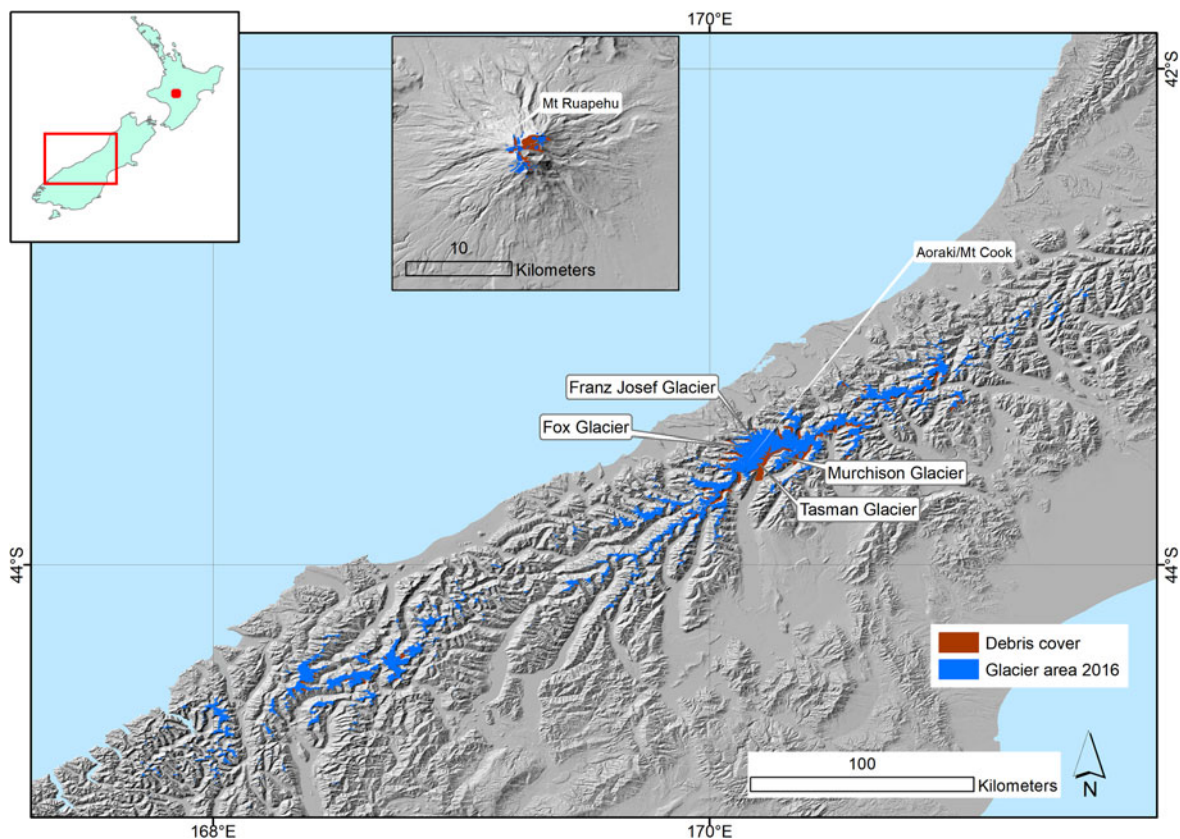 170°E
42°S
Mt Ruapehu
10
Kilometers
Aoraki/Mt Cook
Franz Josef Glacier
Fox Glacier
Murchison Glacier
Tasman Glacier
44°S
44°S
Debris cover
Glacier area 2016
100
Kilometers
N
168°E
170°E